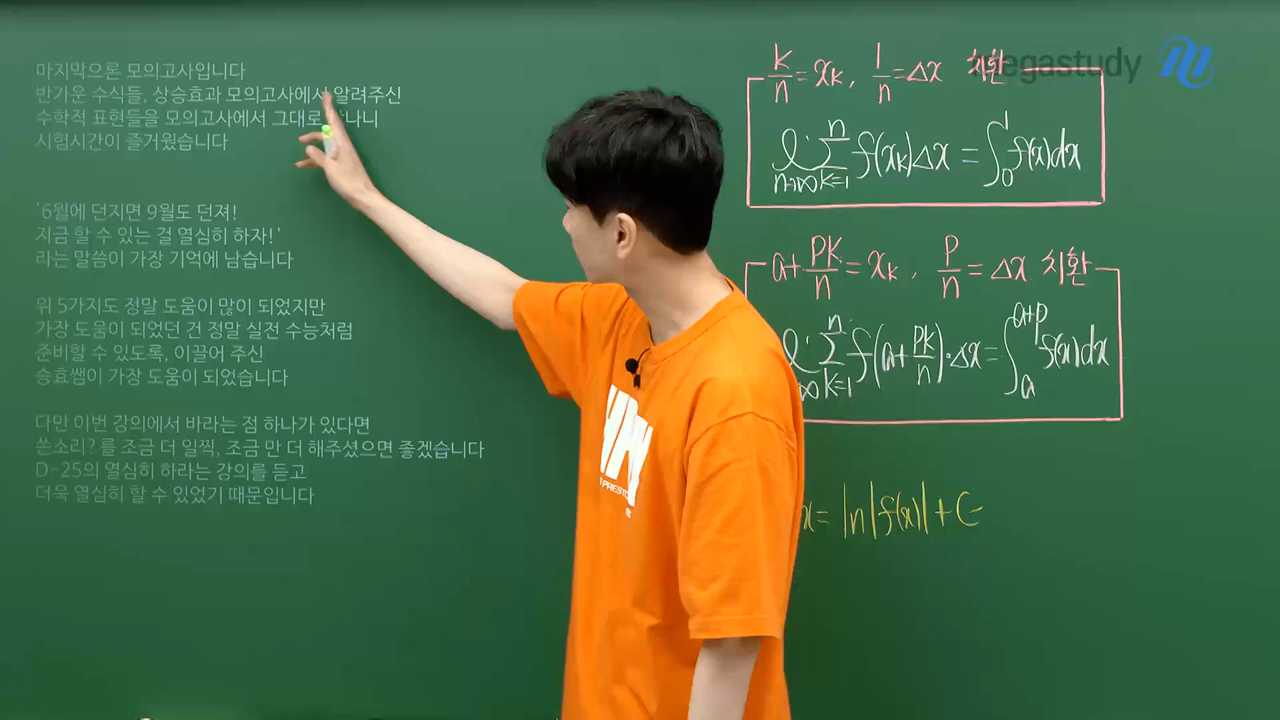 마지막으론 모의고사입니다
반가운 수식들, 상승효과 모의고사에서 알려주신
수학적 표현들을 모의고사에서 그대로 나니
시험시간이 즐거웠습니다
'6월에 던지면 9월도 던져!
지금 할 수 있는 걸 열심히 하자!'
라는 말씀이 가장 기억에 남습니다
위 5가지도 정말 도움이 많이 되었지만
가장 도움이 되었던 건 정말 실전 수능처럼
준비할 수 있도록, 이끌어 주신
승효쌤이 가장 도움이 되었습니다
다만 이번 강의에서 바라는 점 하나가 있다면
쓴소리? 를 조금 더 일찍, 조금 만 더 해주셨으면 좋겠습니다
D-25의 열심히 하라는 강의를 듣고
더욱 열심히 할 수 있었기 때문입니다
megastudy
k/n = x_k, 1/n = Δx 치환
lim n→∞ Σ k=1 n f(x_k)Δx = ∫₀¹ f(x)dx
a + pk/n = x_k, p/n = Δx 치환
l ∞ Σ k=1 n f(a + pk/n)·Δx = ∫ₐ^(a+p) f(x)dx
x = ln|f(x)| + C